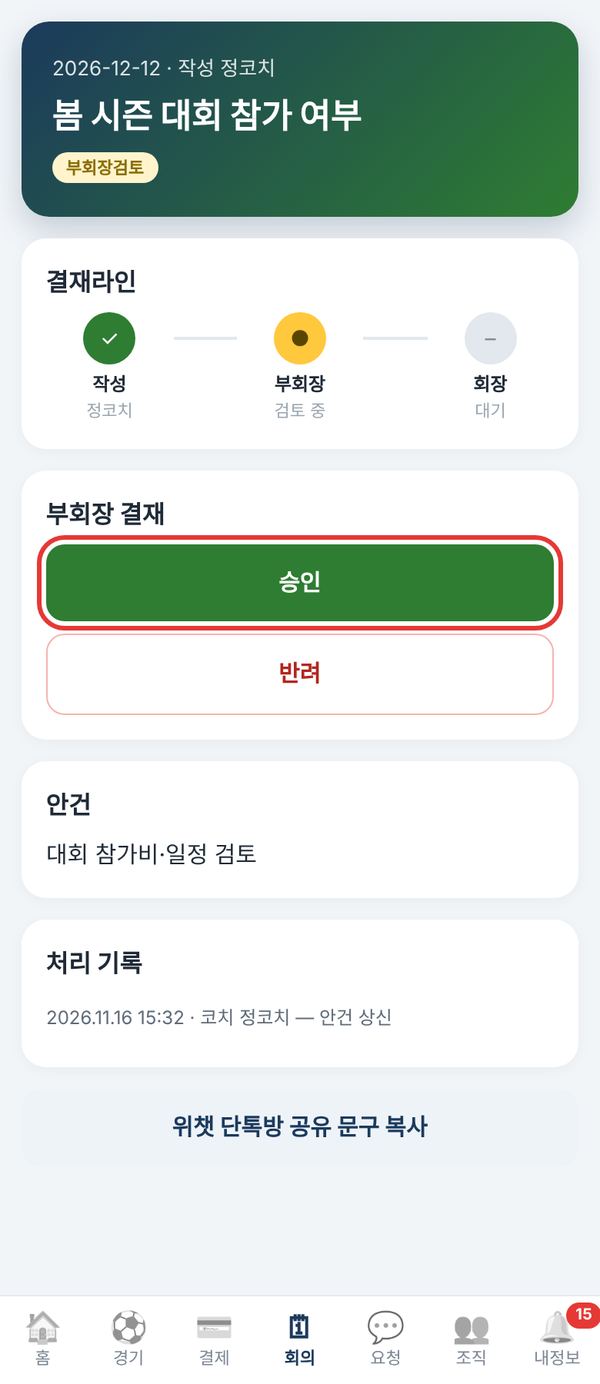 2026-12-12 · 작성 정코치
봄 시즌 대회 참가 여부
부회장검토
결재라인
작성
정코치
부회장
검토 중
회장
대기
부회장 결재
승인
반려
안건
대회 참가비·일정 검토
처리 기록
2026.11.16 15:32 · 코치 정코치 — 안건 상신
위챗 단톡방 공유 문구 복사
15
홈
경기
결제
회의
요청
조직
내정보